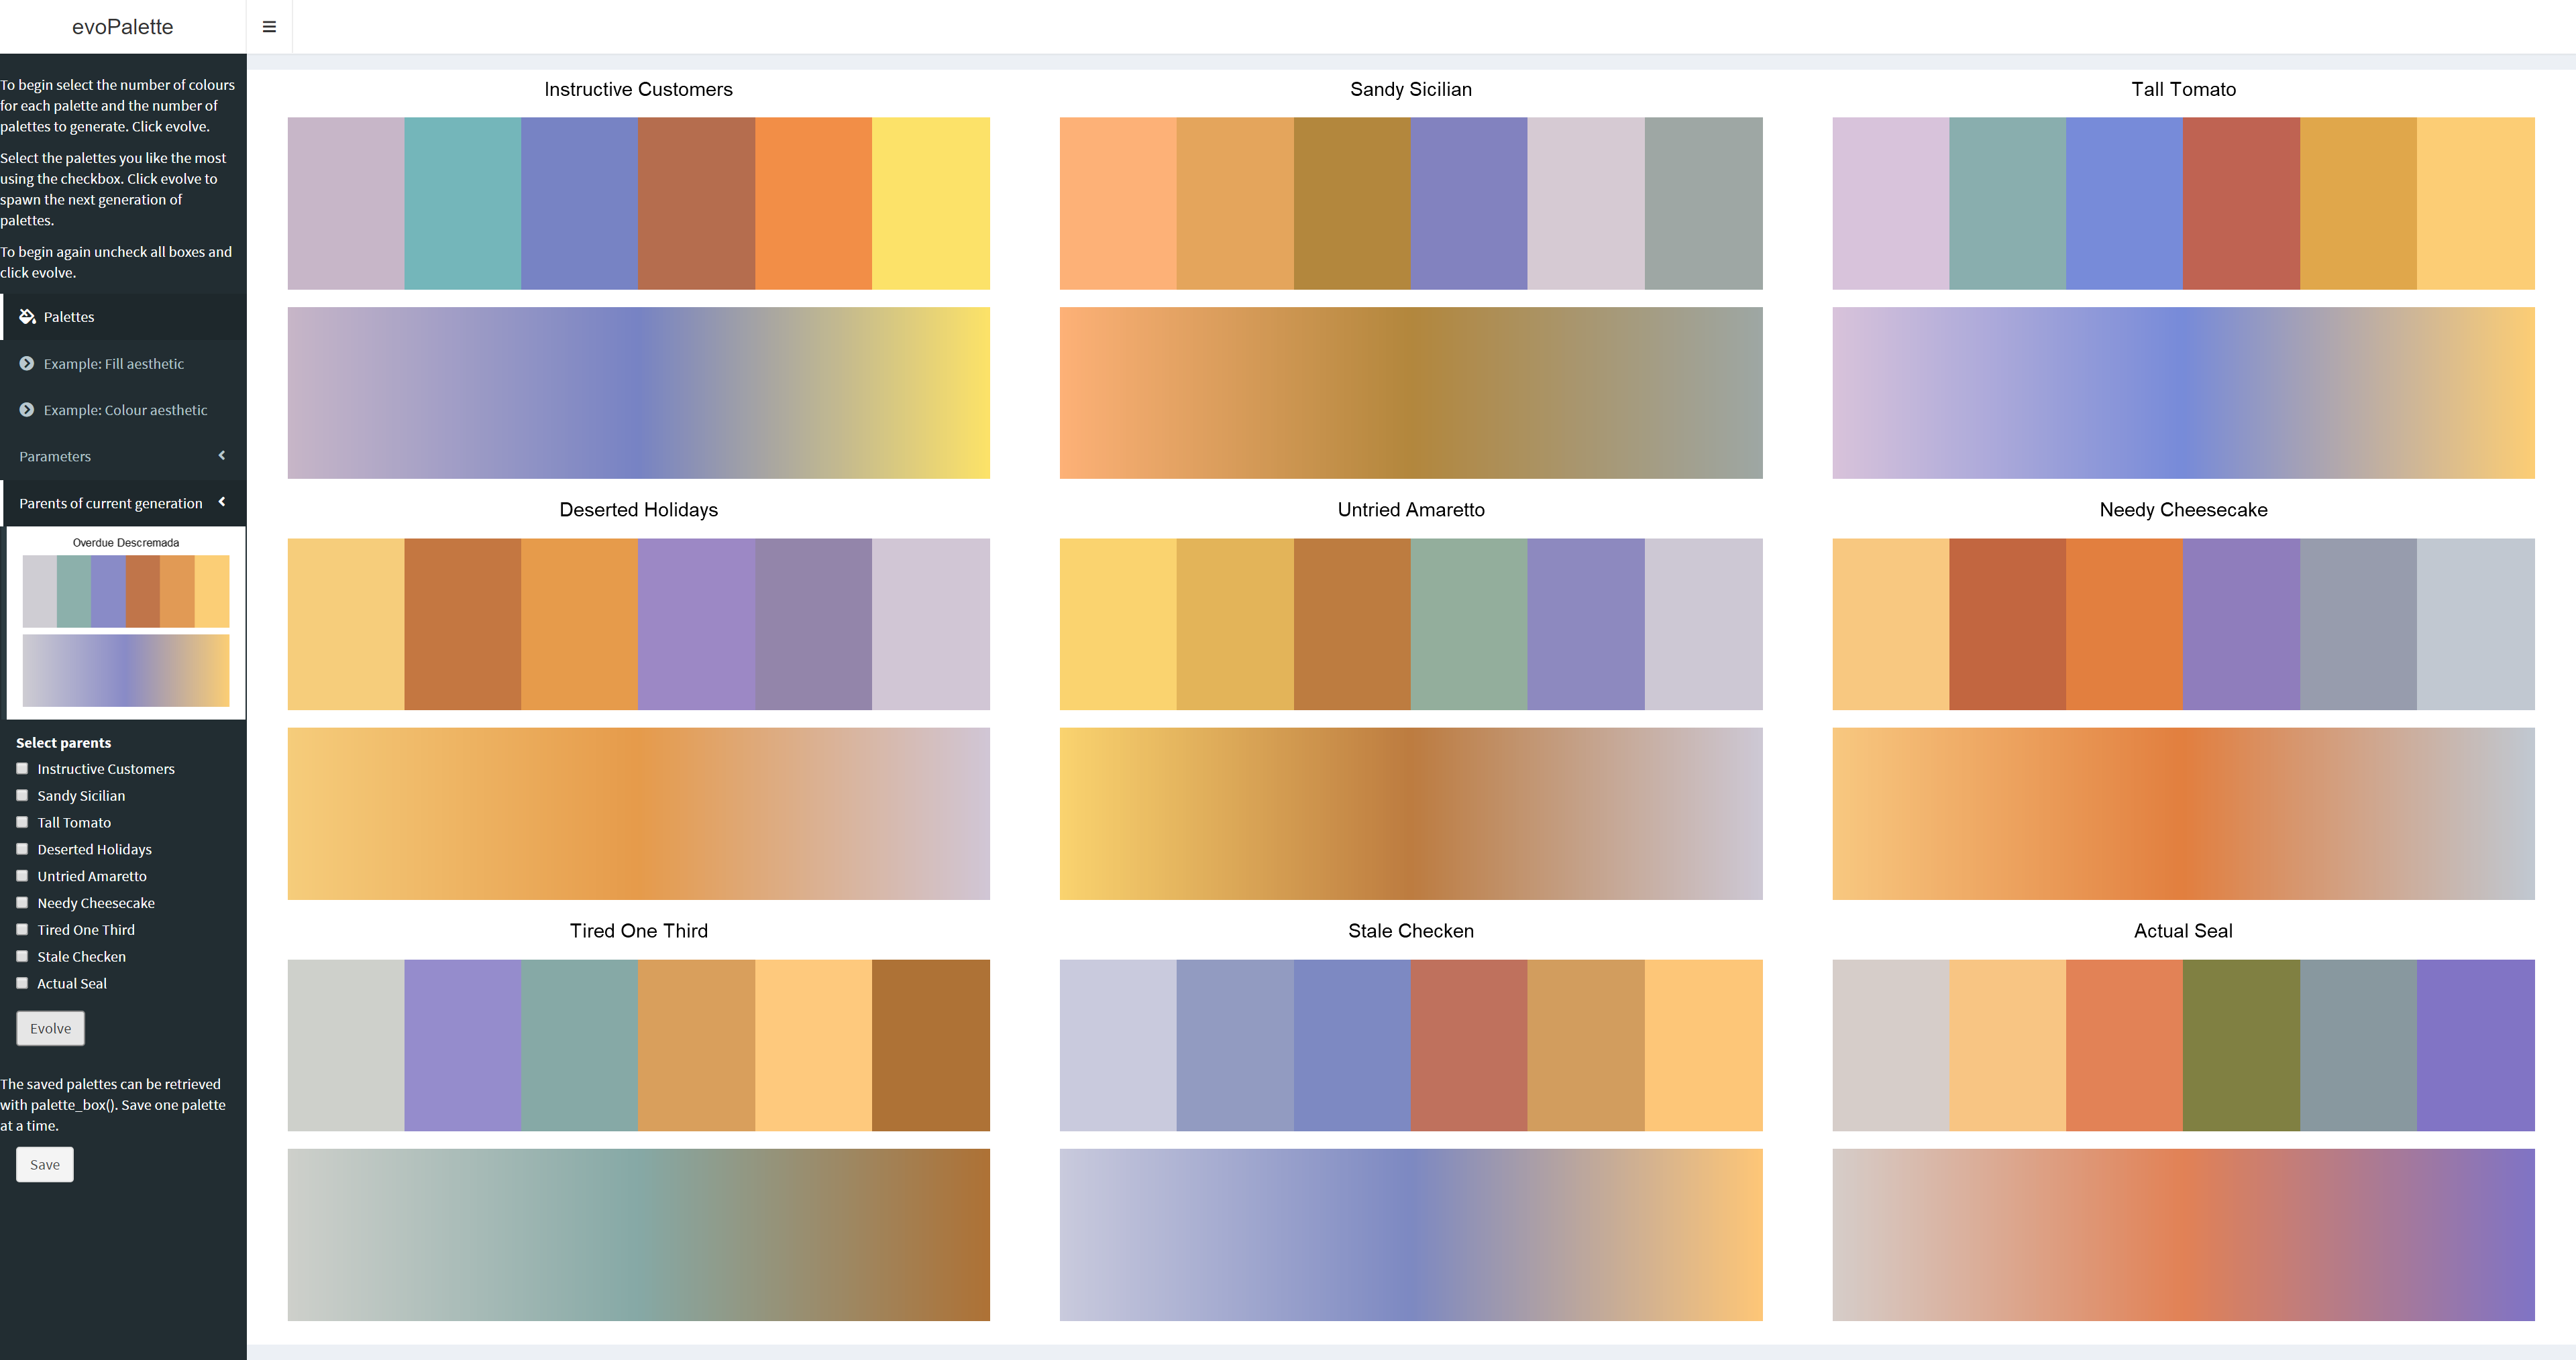 evoPalette
To begin select the number of colours
for each palette and the number of
palettes to generate. Click evolve.
Select the palettes you like the most
using the checkbox. Click evolve to
spawn the next generation of
palettes.
To begin again uncheck all boxes and
click evolve.
Palettes
Example: Fill aesthetic
Example: Colour aesthetic
Parameters
Parents of current generation
Overdue Descremada
Select parents
Instructive Customers
Sandy Sicilian
Tall Tomato
Deserted Holidays
Untried Amaretto
Needy Cheesecake
Tired One Third
Stale Checken
Actual Seal
Evolve
The saved palettes can be retrieved
with palette_box(). Save one palette
at a time.
Save
Instructive Customers
Sandy Sicilian
Tall Tomato
Deserted Holidays
Untried Amaretto
Needy Cheesecake
Tired One Third
Stale Checken
Actual Seal